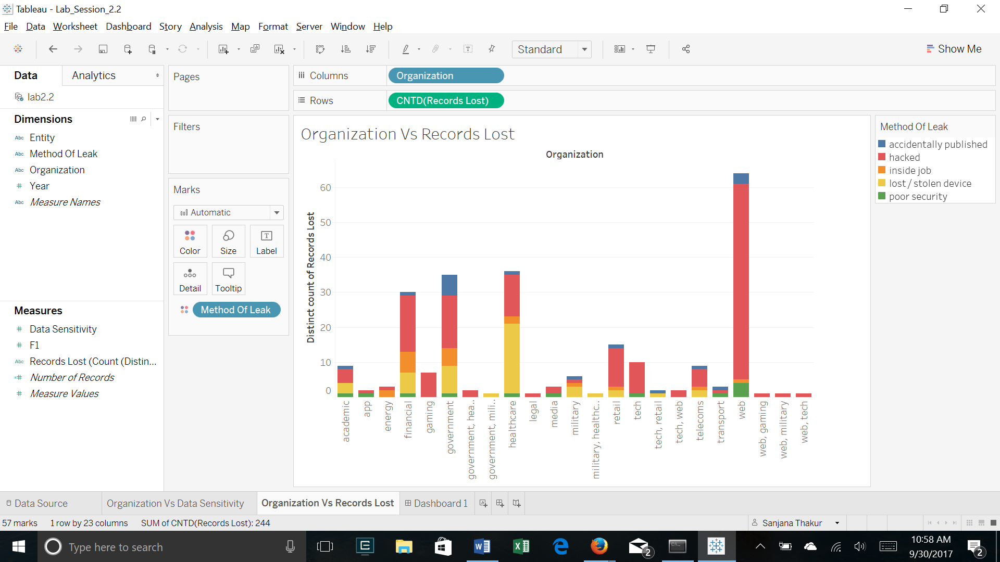 Tableau - Lab_Session_2.2
File Data Worksheet Dashboard Story Analysis Map Format Server Window Help
Standard
Show Me
Data Analytics
lab2.2
Dimensions
Abc Entity
Abc Method Of Leak
Abc Organization
# Year
Abc Measure Names
Measures
# Data Sensitivity
# F1
Abc Records Lost (Count (Distin...
=# Number of Records
# Measure Values
Pages
Filters
Marks
Automatic
Color Size Label
Detail Tooltip
Method Of Leak
Columns Organization
Rows CNTD(Records Lost)
Organization Vs Records Lost
Organization
Distinct count of Records Lost
60
50
40
30
20
10
0
academic
app
energy
financial
gaming
government
government, hea..
government, mili..
healthcare
legal
media
military
military, healthc..
retail
tech
tech, retail
tech, web
telecoms
transport
web
web, gaming
web, military
web, tech
Method Of Leak
accidentally published
hacked
inside job
lost / stolen device
poor security
Data Source Organization Vs Data Sensitivity Organization Vs Records Lost Dashboard 1
57 marks 1 row by 23 columns SUM of CNTD(Records Lost): 244 Sanjana Thakur
Type here to search
2
10:58 AM
9/30/2017
2